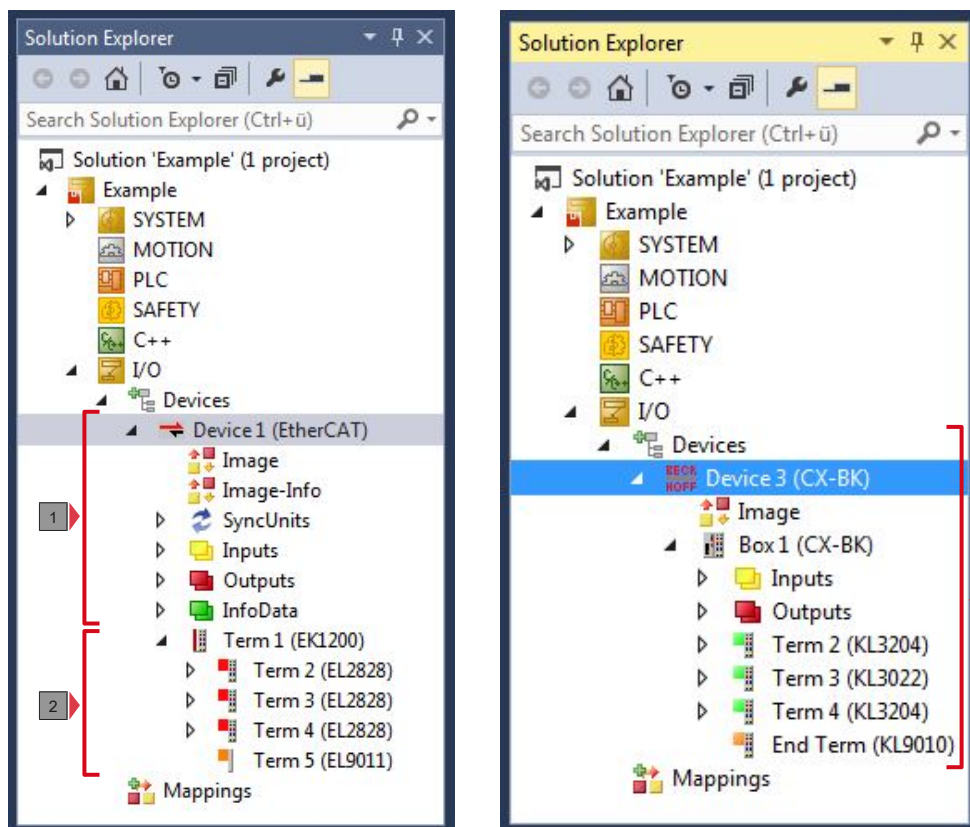 Solution Explorer
Search Solution Explorer (Ctrl+ü)
Solution 'Example' (1 project)
Example
SYSTEM
MOTION
PLC
SAFETY
C++
I/O
Devices
Device 1 (EtherCAT)
Image
Image-Info
1
SyncUnits
Inputs
Outputs
InfoData
Term 1 (EK1200)
Term 2 (EL2828)
2
Term 3 (EL2828)
Term 4 (EL2828)
Term 5 (EL9011)
Mappings
Solution Explorer
Search Solution Explorer (Ctrl+ü)
Solution 'Example' (1 project)
Example
SYSTEM
MOTION
PLC
SAFETY
C++
I/O
Devices
BECK
HOFF
Device 3 (CX-BK)
Image
Box 1 (CX-BK)
Inputs
Outputs
Term 2 (KL3204)
Term 3 (KL3022)
Term 4 (KL3204)
End Term (KL9010)
Mappings